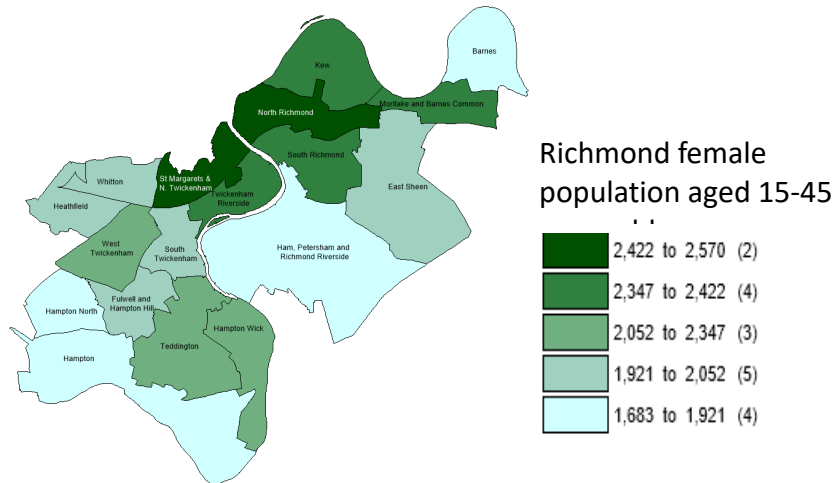 Barnes
Kew
Mortlake and Barnes Common
North Richmond
South Richmond
St Margarets &
N. Twickenham
Whitton
Twickenham
Riverside
East Sheen
Heathfield
West
Twickenham
South
Twickenham
Ham, Petersham and
Richmond Riverside
Hampton North
Fulwell and
Hampton Hill
Hampton Wick
Teddington
Hampton
Richmond female
population aged 15-45
2,422 to 2,570 (2)
2,347 to 2,422 (4)
2,052 to 2,347 (3)
1,921 to 2,052 (5)
1,683 to 1,921 (4)